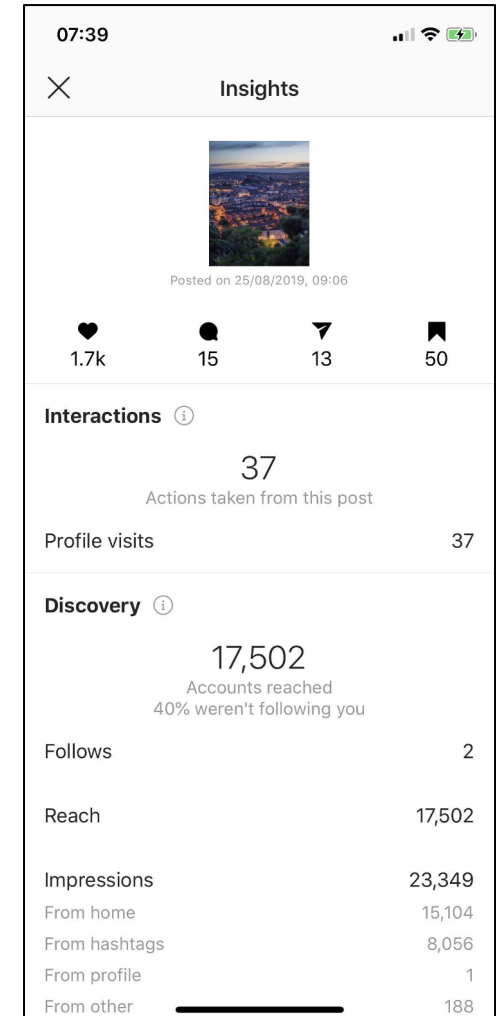 07:39
Insights
Posted on 25/08/2019, 09:06
1.7k 15 13 50
Interactions
37
Actions taken from this post
Profile visits 37
Discovery
17,502
Accounts reached
40% weren't following you
Follows 2
Reach 17,502
Impressions 23,349
From home 15,104
From hashtags 8,056
From profile 1
From other 188